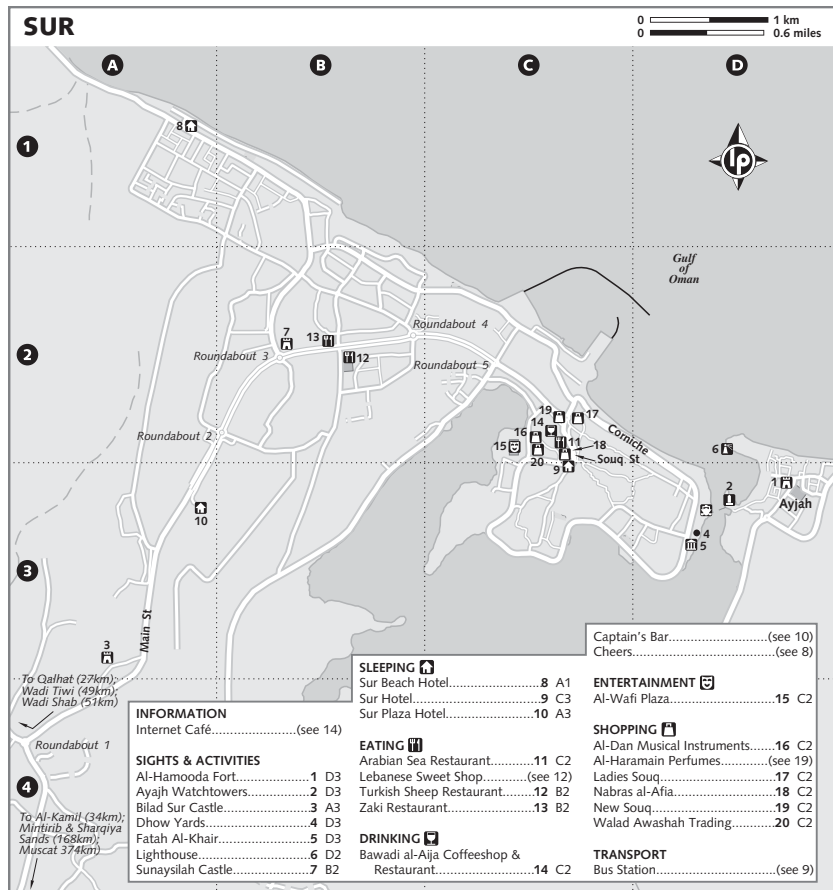 SUR
0 1 km
0 0.6 miles
A
B
C
D
1
2
3
4
lp
Gulf
of
Oman
8
7
13
12
Roundabout 4
Roundabout 3
Roundabout 5
Roundabout 2
19
17
14
16
11
18
15
20
Souq St
9
Corniche
6
2
1
Ayjah
4
5
10
Main St
3
To Qalhat (27km);
Wadi Tiwi (49km);
Wadi Shab (51km)
Roundabout 1
To Al-Kamil (34km);
Mintirib & Sharqiya
Sands (168km);
Muscat 374km)
INFORMATION
Internet Café......................(see 14)
SIGHTS & ACTIVITIES
Al-Hamooda Fort....................1 D3
Ayajh Watchtowers................2 D3
Bilad Sur Castle........................3 A3
Dhow Yards.............................4 D3
Fatah Al-Khair..........................5 D3
Lighthouse...............................6 D2
Sunaysilah Castle.....................7 B2
SLEEPING
Sur Beach Hotel.......................8 A1
Sur Hotel..................................9 C3
Sur Plaza Hotel.......................10 A3
EATING
Arabian Sea Restaurant.........11 C2
Lebanese Sweet Shop.......(see 12)
Turkish Sheep Restaurant.....12 B2
Zaki Restaurant......................13 B2
DRINKING
Bawadi al-Aija Coffeeshop &
Restaurant..........................14 C2
Captain's Bar..........................(see 10)
Cheers......................................(see 8)
ENTERTAINMENT
Al-Wafi Plaza..........................15 C2
SHOPPING
Al-Dan Musical Instruments.....16 C2
Al-Haramain Perfumes.......(see 19)
Ladies Souq............................17 C2
Nabras al-Afia........................18 C2
New Souq...............................19 C2
Walad Awashah Trading.......20 C2
TRANSPORT
Bus Station.............................(see 9)